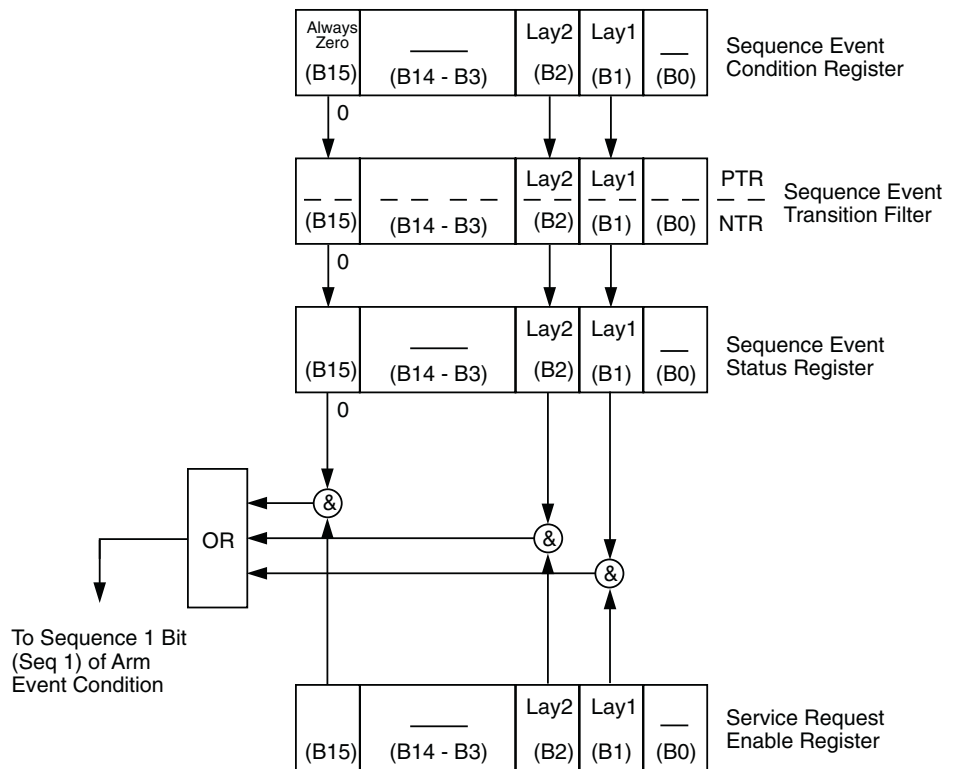 Always
Zero
Lay2
Lay1
(B15)
(B14 - B3)
(B2)
(B1)
(B0)
Sequence Event
Condition Register
0
Lay2
Lay1
PTR
(B15)
(B14 - B3)
(B2)
(B1)
(B0)
NTR
Sequence Event
Transition Filter
0
Lay2
Lay1
(B15)
(B14 - B3)
(B2)
(B1)
(B0)
Sequence Event
Status Register
0
&
OR
&
&
To Sequence 1 Bit
(Seq 1) of Arm
Event Condition
Lay2
Lay1
(B15)
(B14 - B3)
(B2)
(B1)
(B0)
Service Request
Enable Register